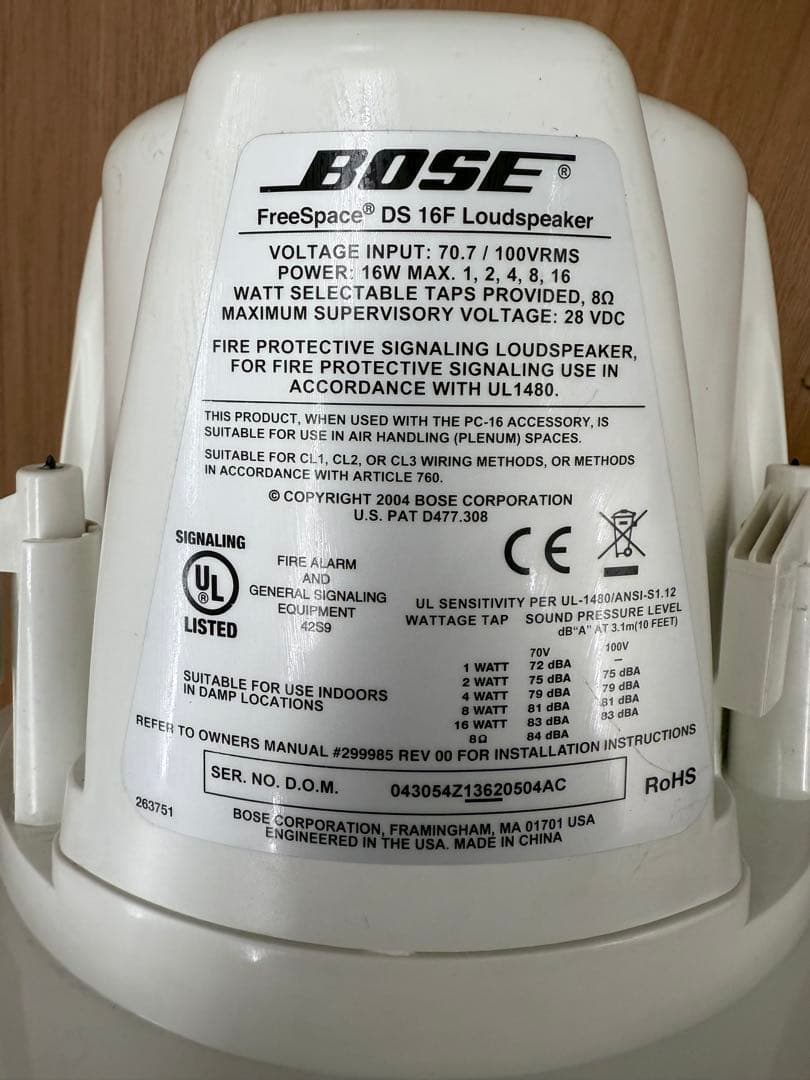 BOSE®
FreeSpace® DS 16F Loudspeaker
VOLTAGE INPUT: 70.7 / 100VRMS
POWER: 16W MAX. 1, 2, 4, 8, 16
WATT SELECTABLE TAPS PROVIDED, 8Ω
MAXIMUM SUPERVISORY VOLTAGE: 28 VDC
FIRE PROTECTIVE SIGNALING LOUDSPEAKER,
FOR FIRE PROTECTIVE SIGNALING USE IN
ACCORDANCE WITH UL1480.
THIS PRODUCT, WHEN USED WITH THE PC-16 ACCESSORY, IS
SUITABLE FOR USE IN AIR HANDLING (PLENUM) SPACES.
SUITABLE FOR CL1, CL2, OR CL3 WIRING METHODS, OR METHODS
IN ACCORDANCE WITH ARTICLE 760.
© COPYRIGHT 2004 BOSE CORPORATION
U.S. PAT D477.308
SIGNALING
UL®
LISTED
FIRE ALARM
AND
GENERAL SIGNALING
EQUIPMENT
42S9
CE
UL SENSITIVITY PER UL-1480/ANSI-S1.12
WATTAGE TAP SOUND PRESSURE LEVEL
dB"A" AT 3.1m(10 FEET)
70V 100V
1 WATT 72 dBA –
2 WATT 75 dBA 75 dBA
4 WATT 79 dBA 79 dBA
8 WATT 81 dBA 81 dBA
16 WATT 83 dBA 83 dBA
8Ω 84 dBA
SUITABLE FOR USE INDOORS
IN DAMP LOCATIONS
REFER TO OWNERS MANUAL #299985 REV 00 FOR INSTALLATION INSTRUCTIONS
SER. NO. D.O.M. 043054Z13620504AC
RoHS
263751
BOSE CORPORATION, FRAMINGHAM, MA 01701 USA
ENGINEERED IN THE USA. MADE IN CHINA